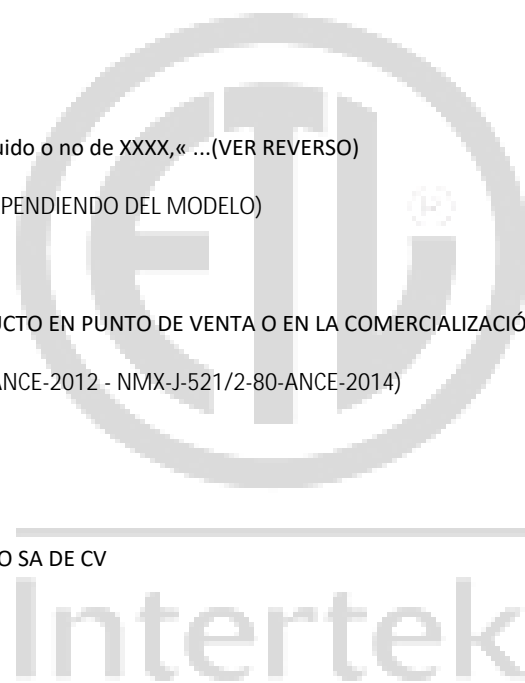 uido o no de XXXX,« ...(VER REVERSO)
PENDIENDO DEL MODELO)
UCTO EN PUNTO DE VENTA O EN LA COMERCIALIZACIÓ
ANCE-2012 - NMX-J-521/2-80-ANCE-2014)
O SA DE CV
ETL
Intertek